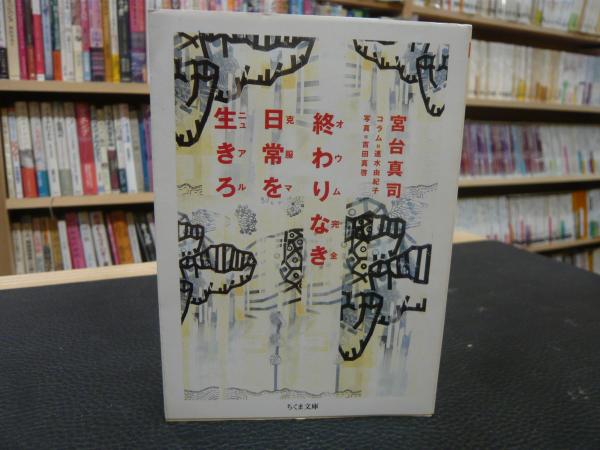 宮台真司
コラム=速水由紀子
写真=吉田真啓
終わりなき
オウム完全
日常を
克服マ
生きろ
ニュアル
ちくま文庫